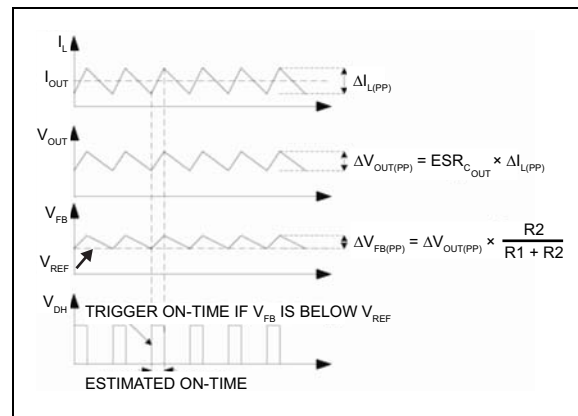 I_L
I_OUT
ΔI_L(PP)
V_OUT
ΔV_OUT(PP) = ESR_C_OUT × ΔI_L(PP)
V_FB
V_REF
ΔV_FB(PP) = ΔV_OUT(PP) × R2 / (R1 + R2)
V_DH
TRIGGER ON-TIME IF V_FB IS BELOW V_REF
ESTIMATED ON-TIME